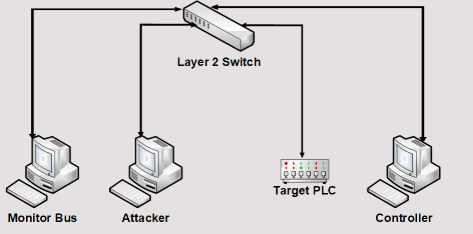 Layer 2 Switch
Monitor Bus
Attacker
Target PLC
Controller